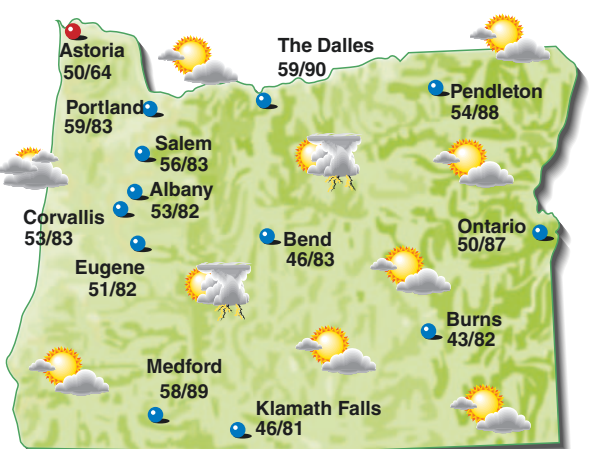 Astoria
50/64
The Dalles
59/90
Pendleton
54/88
Portland
59/83
Salem
56/83
Albany
53/82
Corvallis
53/83
Eugene
51/82
Bend
46/83
Ontario
50/87
Burns
43/82
Medford
58/89
Klamath Falls
46/81